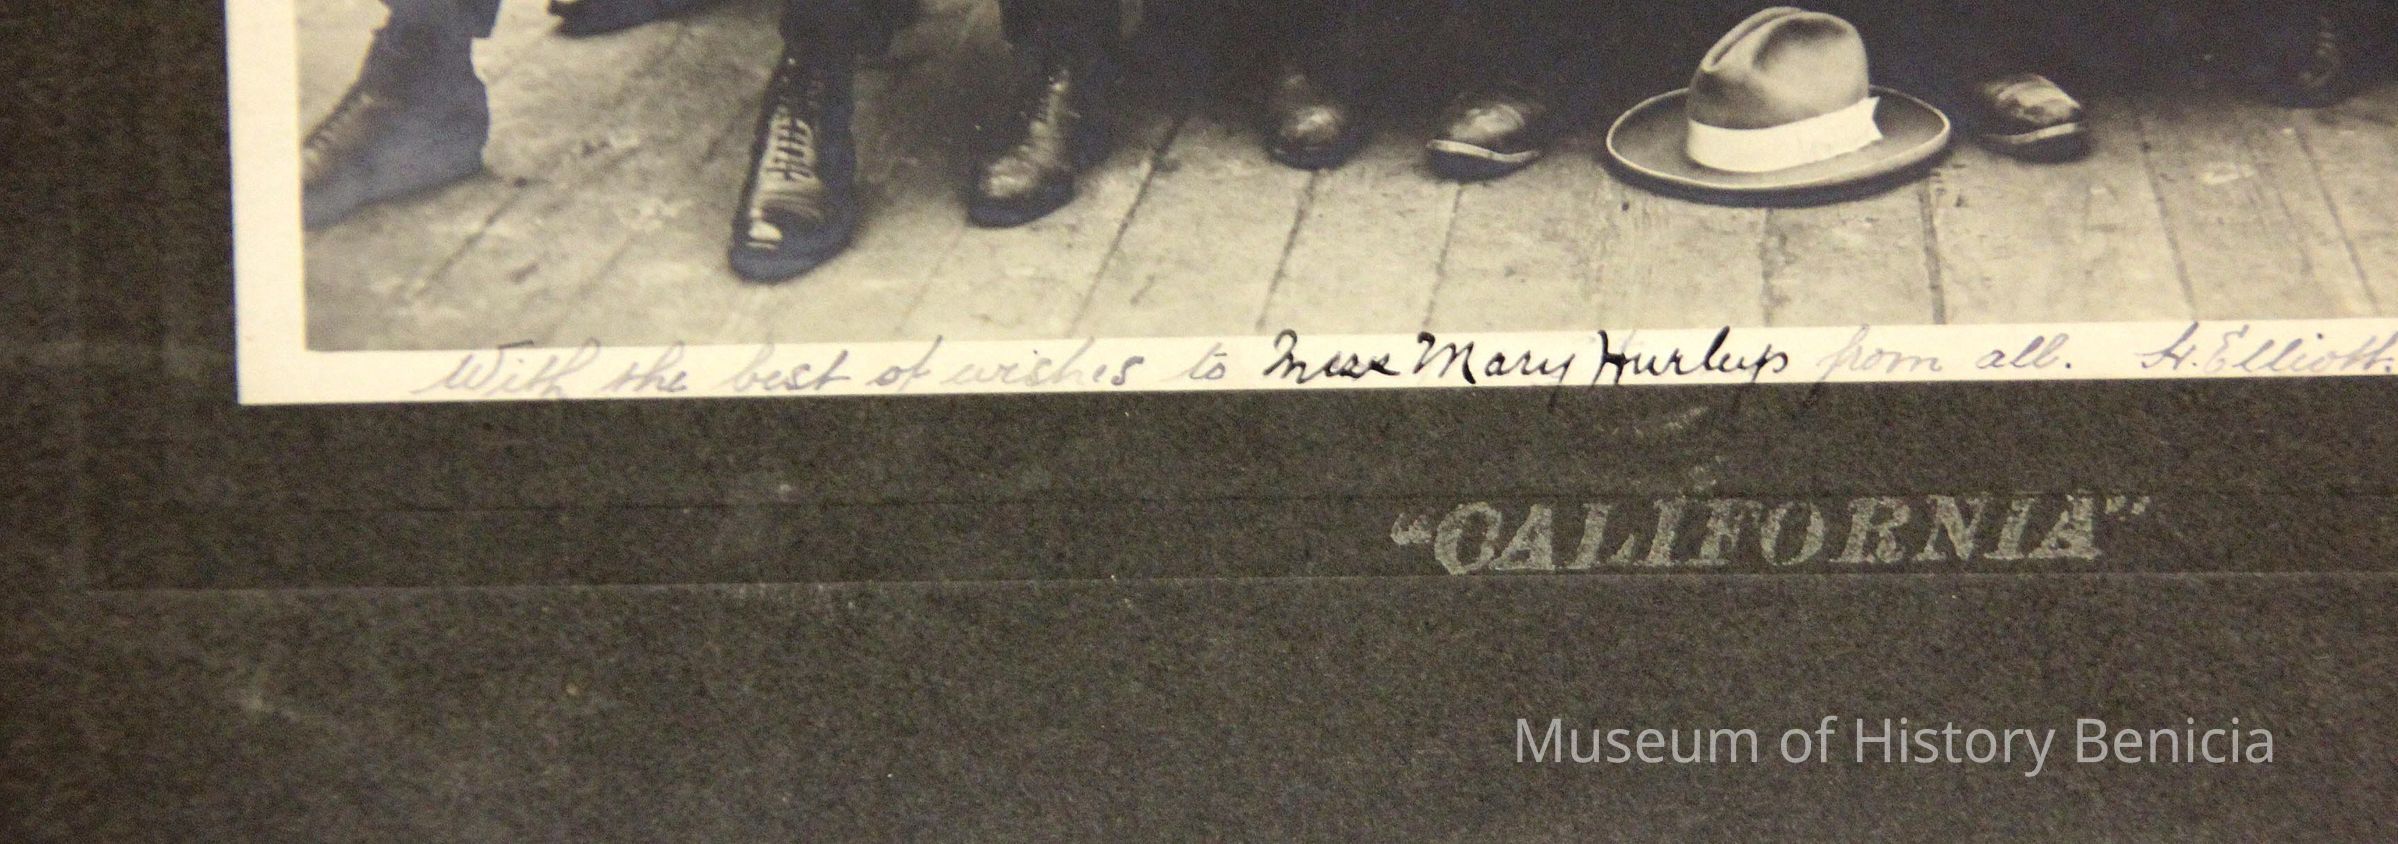 With the best of wishes to Miss Mary Hurley from all. H. Elliott.
"CALIFORNIA"
Museum of History Benicia